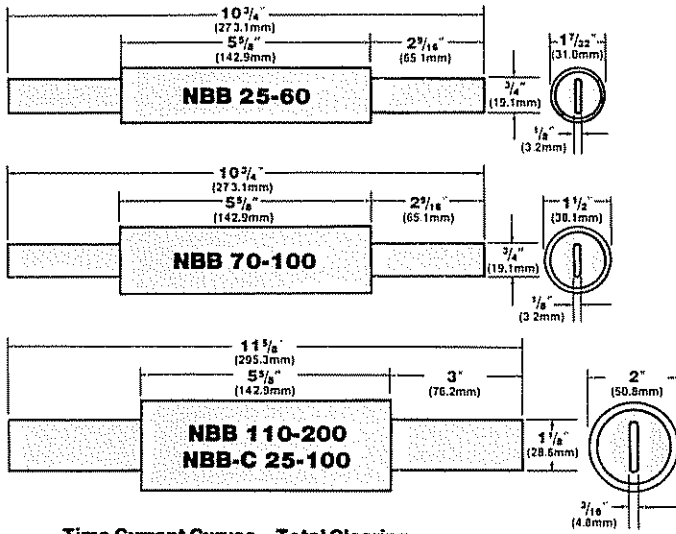 10 3/4"
(273.1mm)
5 5/8" 2 9/16" 1 7/32"
(142.9mm) (65.1mm) (31.0mm)
NBB 25-60
3/4"
(19.1mm)
1/8"
(3.2mm)
10 3/4"
(273.1mm)
5 5/8" 2 9/16" 1 1/2"
(142.9mm) (65.1mm) (38.1mm)
NBB 70-100
3/4"
(19.1mm)
1/8"
(3.2mm)
11 5/8"
(295.3mm)
5 5/8" 3" 2"
(142.9mm) (76.2mm) (50.8mm)
NBB 110-200
NBB-C 25-100
1 1/8"
(28.6mm)
3/16"
(4.8mm)
Time Current Curves – Total Clearing